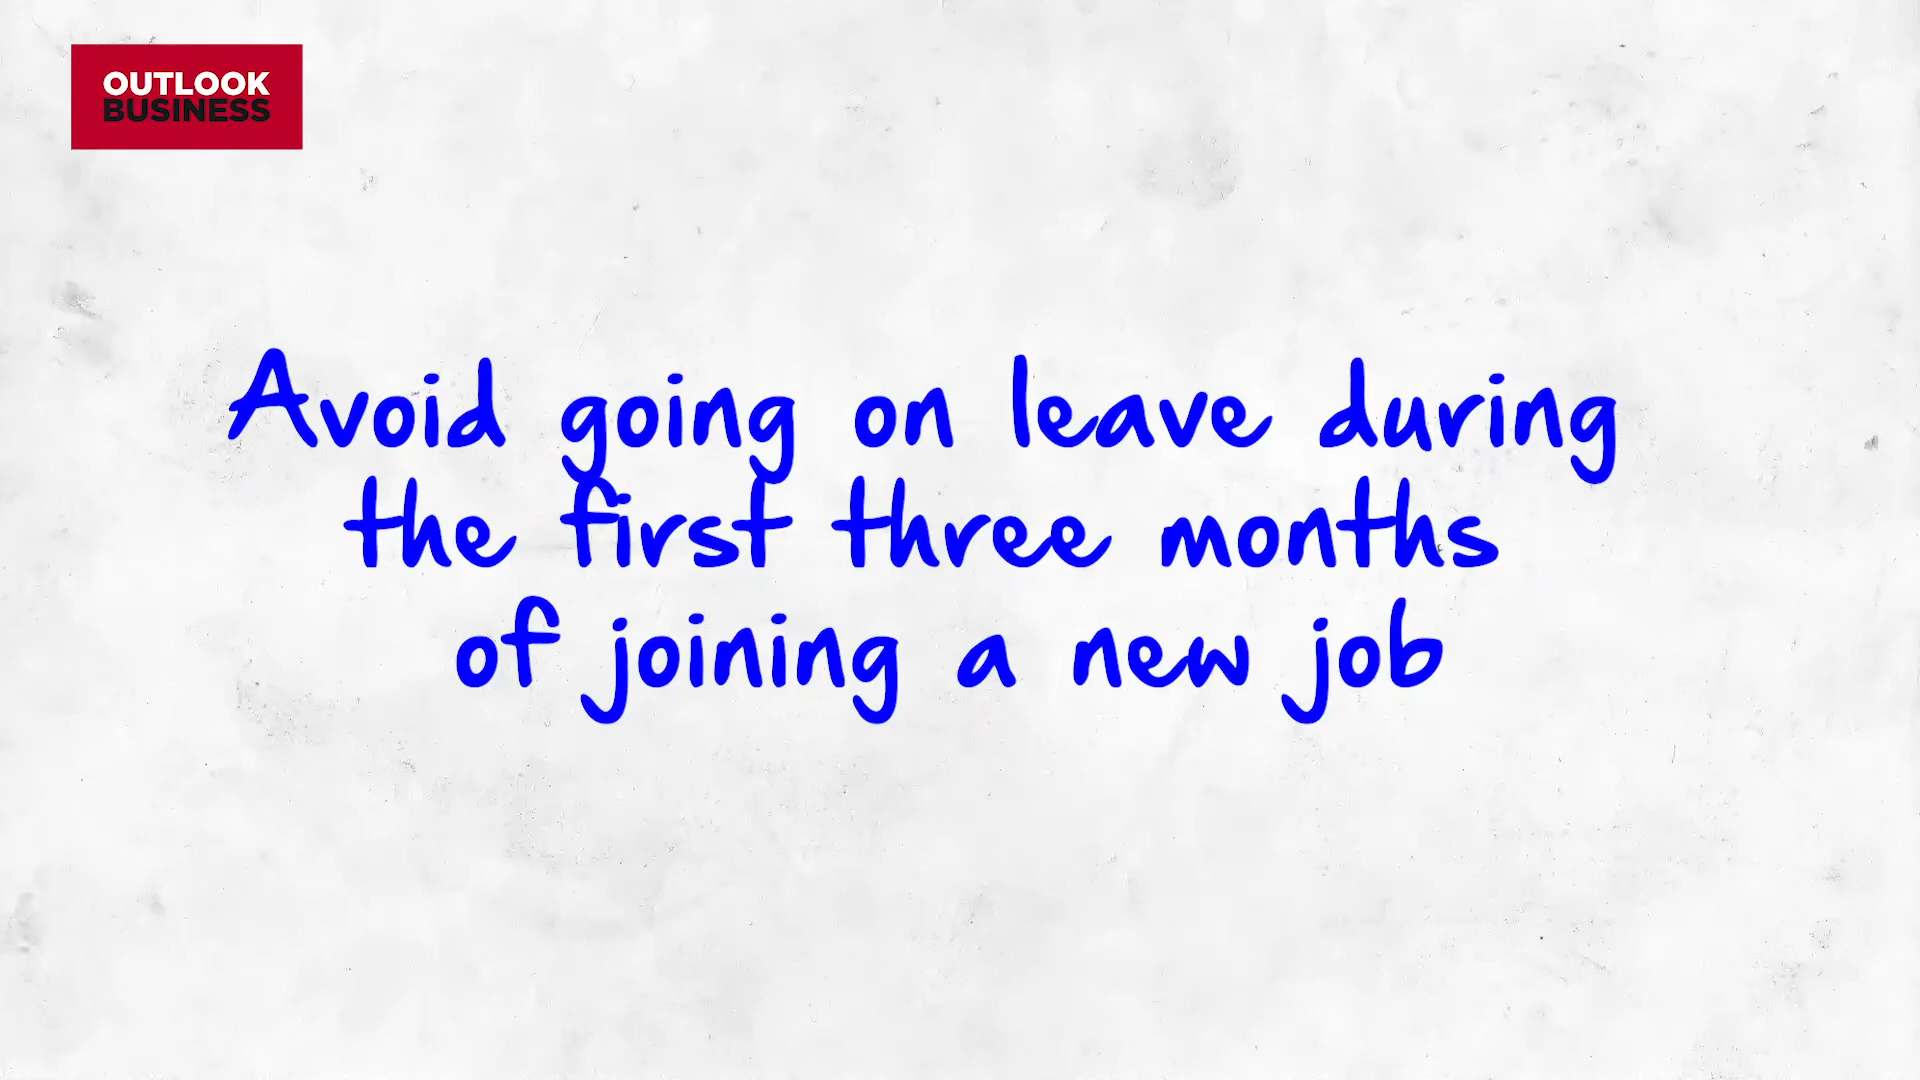 OUTLOOK
BUSINESS
Avoid going on leave during
the first three months
of joining a new job